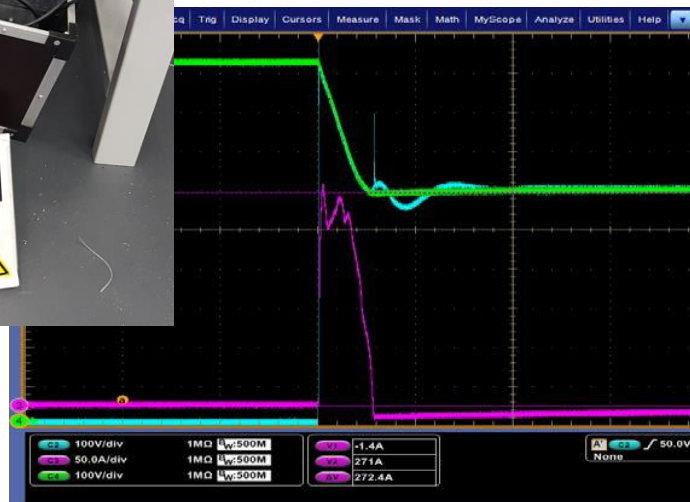 cq Trig Display Cursors Measure Mask Math MyScope Analyze Utilities Help
a
3
4
C2 100V/div 1MΩ BW:500M
C3 50.0A/div 1MΩ BW:500M
C4 100V/div 1MΩ BW:500M
V1 -1.4A
V2 271A
ΔV 272.4A
A' C2 50.0V
None